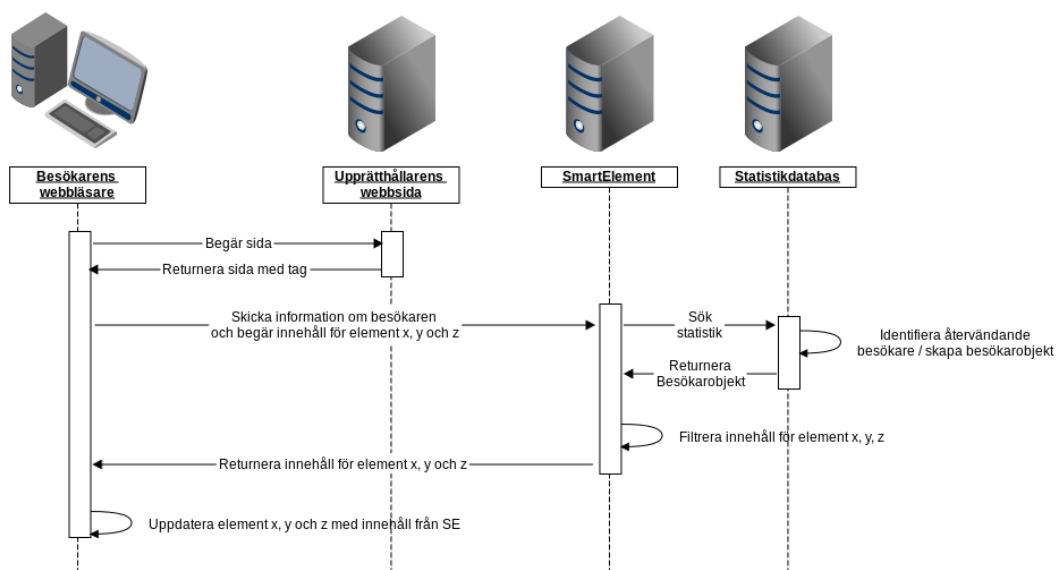 Besökarens
webbläsare
Upprätthållarens
webbsida
SmartElement
Statistikdatabas
Begär sida
Returnera sida med tag
Skicka information om besökaren
och begär innehåll för element x, y och z
Sök
statistik
Identifiera återvändande
besökare / skapa besökarobjekt
Returnera
Besökarobjekt
Filtrera innehåll för element x, y, z
Returnera innehåll för element x, y och z
Uppdatera element x, y och z med innehåll från SE